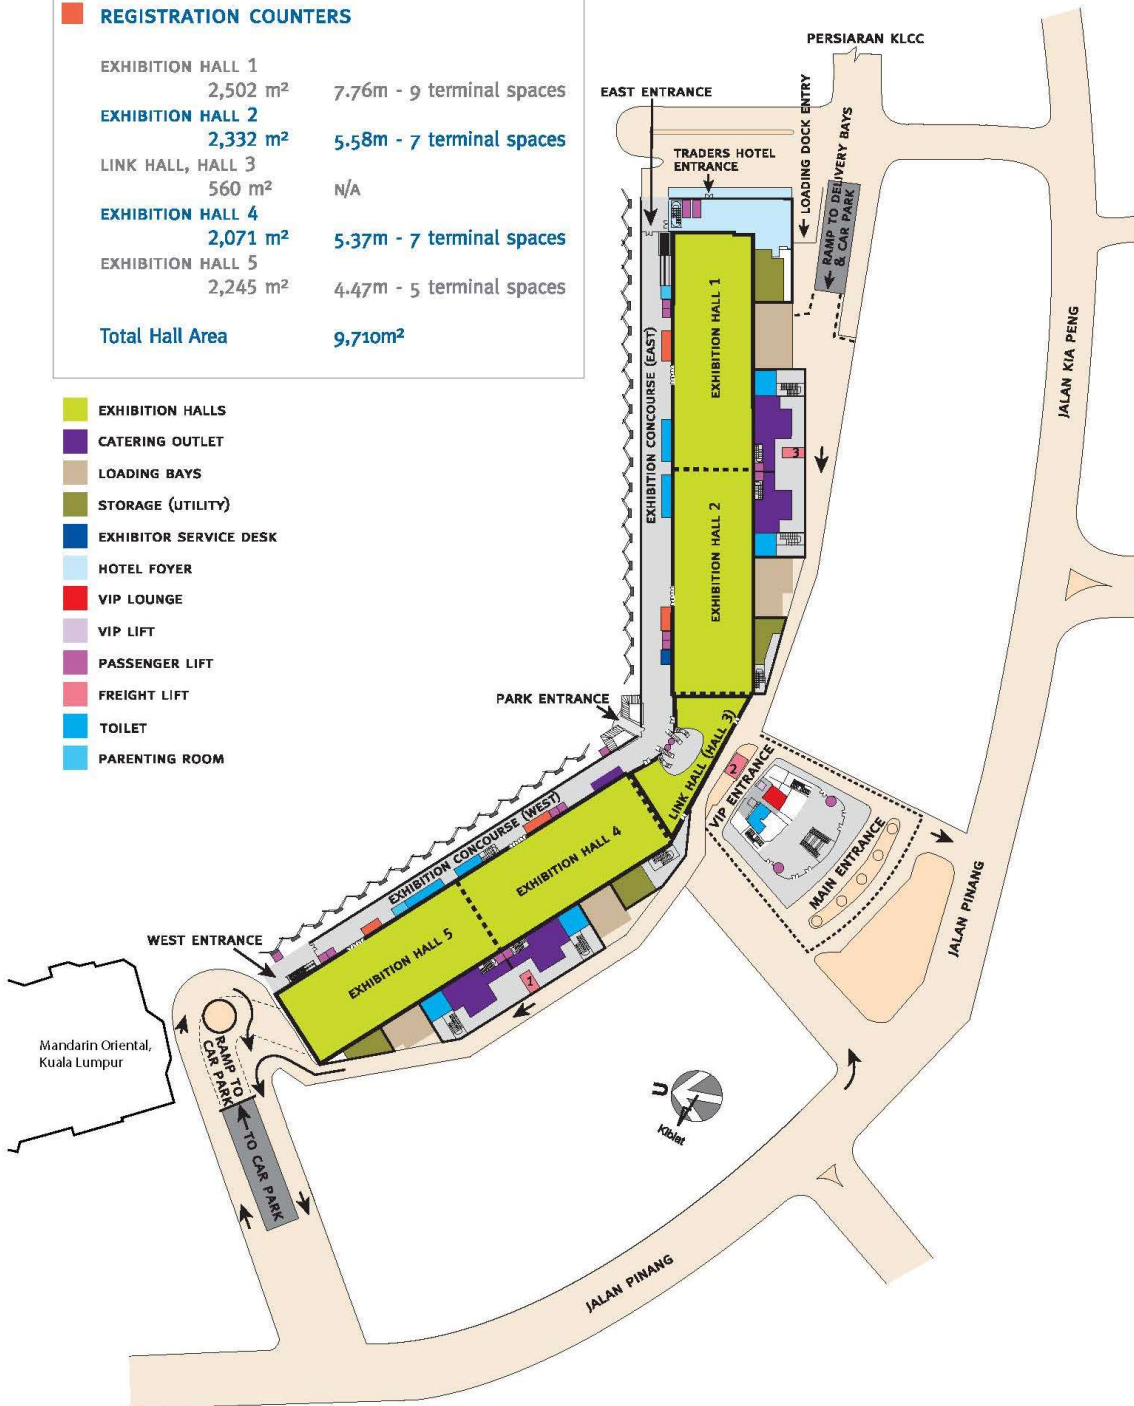 REGISTRATION COUNTERS
EXHIBITION HALL 1
2,502 m² 7.76m - 9 terminal spaces
EXHIBITION HALL 2
2,332 m² 5.58m - 7 terminal spaces
LINK HALL, HALL 3
560 m² N/A
EXHIBITION HALL 4
2,071 m² 5.37m - 7 terminal spaces
EXHIBITION HALL 5
2,245 m² 4.47m - 5 terminal spaces
Total Hall Area 9,710m²
EXHIBITION HALLS
CATERING OUTLET
LOADING BAYS
STORAGE (UTILITY)
EXHIBITOR SERVICE DESK
HOTEL FOYER
VIP LOUNGE
VIP LIFT
PASSENGER LIFT
FREIGHT LIFT
TOILET
PARENTING ROOM
PERSIARAN KLCC
EAST ENTRANCE
LOADING DOCK ENTRY
TRADERS HOTEL
ENTRANCE
RAMP TO DELIVERY BAYS
& CAR PARK
EXHIBITION HALL 1
EXHIBITION CONCOURSE (EAST)
JALAN KIA PENG
3
EXHIBITION HALL 2
PARK ENTRANCE
LINK HALL (HALL 3)
2
VIP ENTRANCE
MAIN ENTRANCE
EXHIBITION CONCOURSE (WEST)
EXHIBITION HALL 4
JALAN PINANG
WEST ENTRANCE
EXHIBITION HALL 5
1
Mandarin Oriental,
Kuala Lumpur
RAMP TO
CAR PARK
TO CAR PARK
U
Kiblat
JALAN PINANG